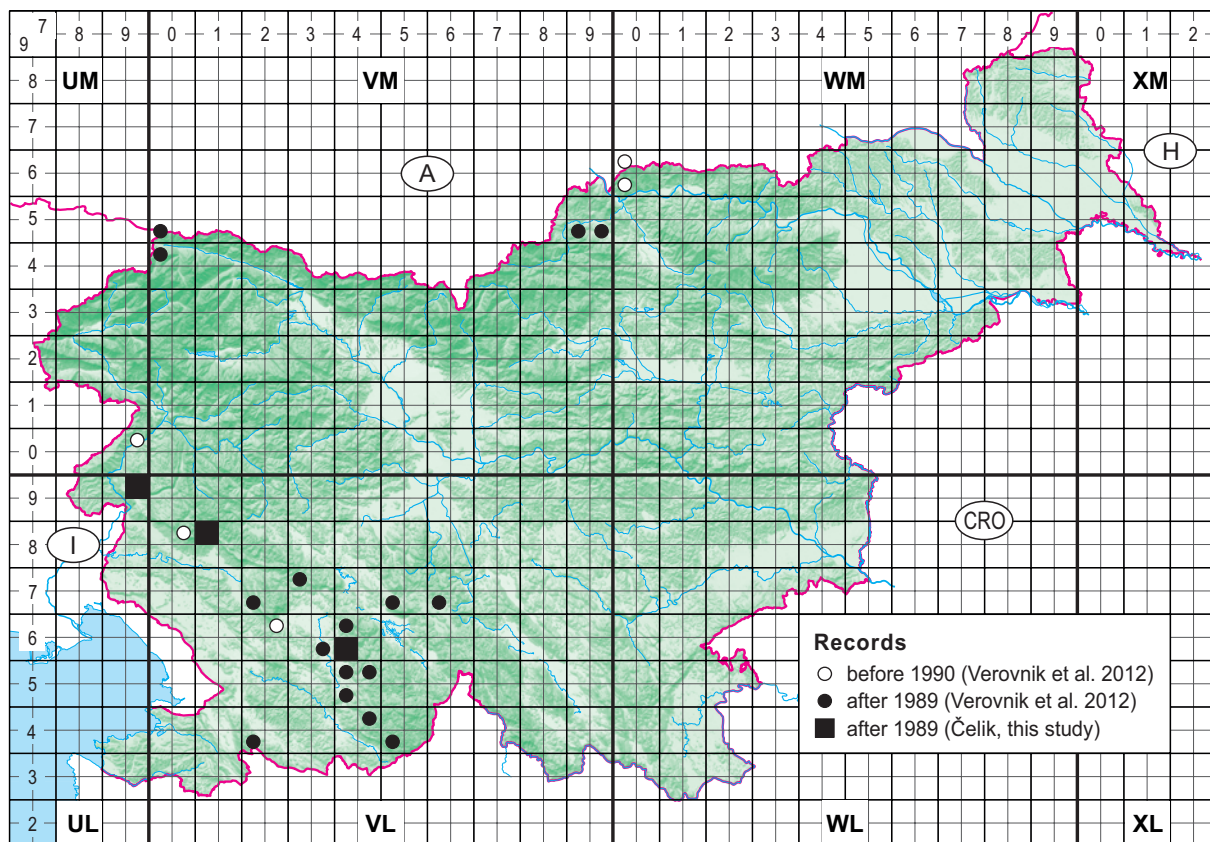 7
9 8 9 0 1 2 3 4 5 6 7 8 9 0 1 2 3 4 5 6 7 8 9 0 1 2
UM VM WM XM
8
7
H
A
6
5
4
3
2
1
0
9
CRO
I
8
7
6
Records
before 1990 (Verovnik et al. 2012)
5
after 1989 (Verovnik et al. 2012)
after 1989 (Čelik, this study)
4
3
2
UL VL WL XL